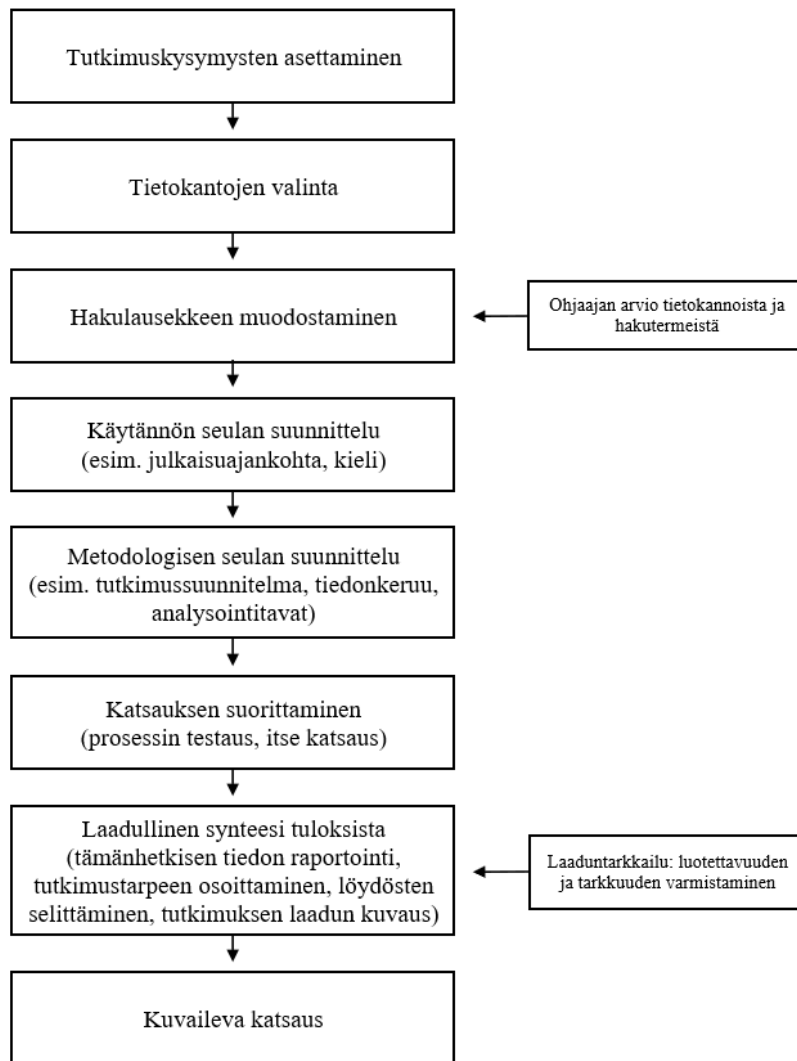 Tutkimuskysymysten asettaminen
Tietokantojen valinta
Hakulausekkeen muodostaminen
Ohjaajan arvio tietokannoista ja
hakutermeistä
Käytännön seulan suunnittelu
(esim. julkaisuajankohta, kieli)
Metodologisen seulan suunnittelu
(esim. tutkimussuunnitelma, tiedonkeruu,
analysointitavat)
Katsauksen suorittaminen
(prosessin testaus, itse katsaus)
Laadullinen synteesi tuloksista
(tämänhetkisen tiedon raportointi,
tutkimustarpeen osoittaminen, löydösten
selittäminen, tutkimuksen laadun kuvaus)
Laaduntarkkailu: luotettavuuden
ja tarkkuuden varmistaminen
Kuvaileva katsaus